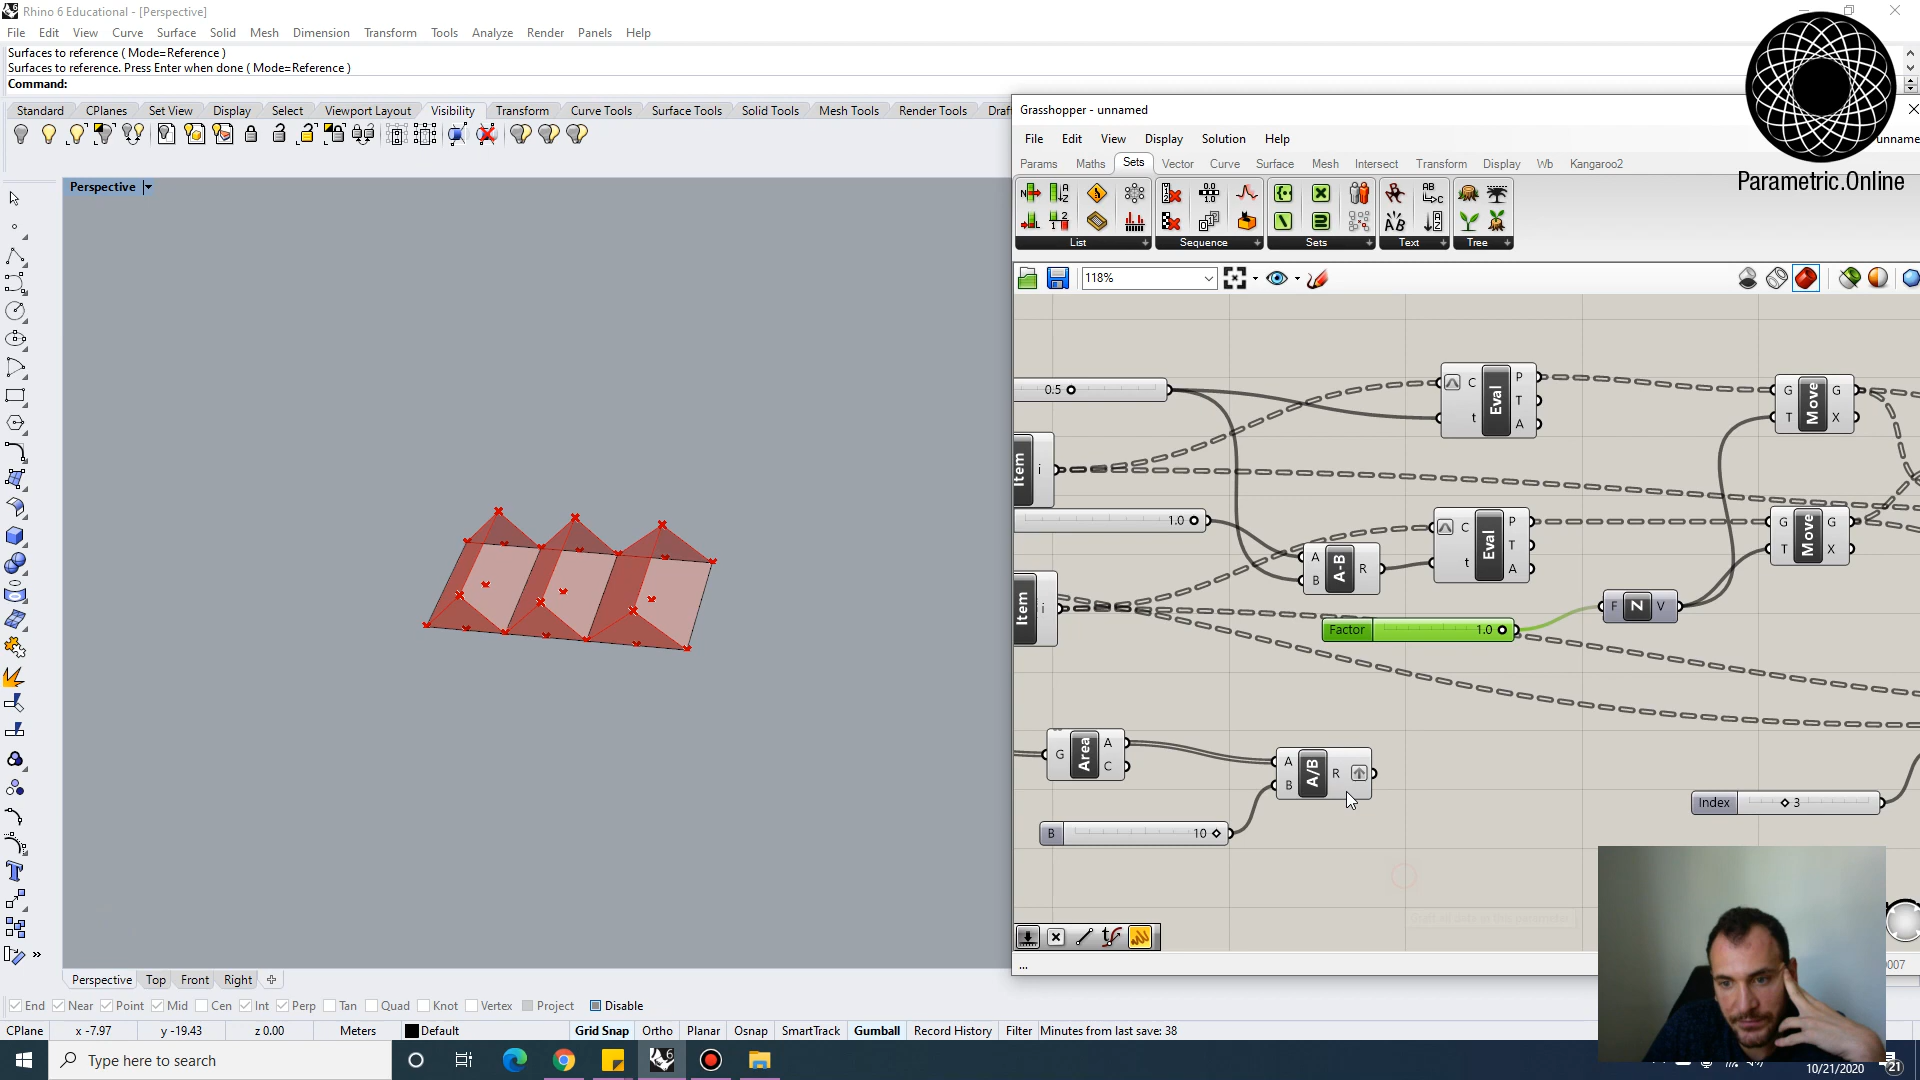 Rhino 6 Educational - [Perspective]
File Edit View Curve Surface Solid Mesh Dimension Transform Tools Analyze Render Panels Help
Surfaces to reference ( Mode=Reference )
Surfaces to reference. Press Enter when done ( Mode=Reference )
Command:
Standard CPlanes Set View Display Select Viewport Layout Visibility Transform Curve Tools Surface Tools Solid Tools Mesh Tools Render Tools Draf
Perspective
Grasshopper - unnamed
File Edit View Display Solution Help
unname
Params Maths Sets Vector Curve Surface Mesh Intersect Transform Display Wb Kangaroo2
Parametric.Online
List Sequence Sets Text Tree
118%
0.5
C Eval P
t T
A
G Move G
T X
Item i
1.0
A A-B R
B
C Eval P
T
t A
G Move G
T X
Item i
Factor 1.0
F Z V
G Area A
C
A A/B R
B
B 10
Index 3
...
007
Perspective Top Front Right
End Near Point Mid Cen Int Perp Tan Quad Knot Vertex Project Disable
CPlane x -7.97 y -19.43 z 0.00 Meters Default Grid Snap Ortho Planar Osnap SmartTrack Gumball Record History Filter Minutes from last save: 38
Type here to search
10/21/2020
21